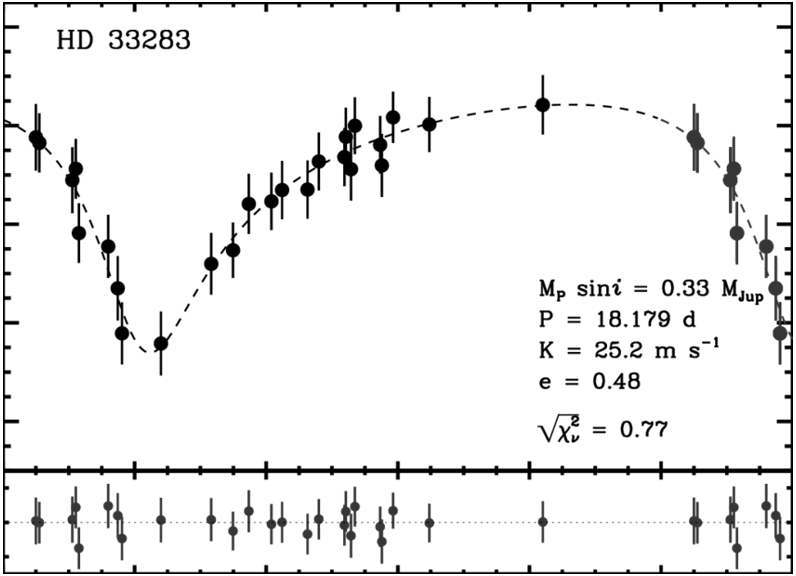 HD 33283
M_P sin i = 0.33 M_Jup
P = 18.179 d
K = 25.2 m s⁻¹
e = 0.48
√χ²_ν = 0.77